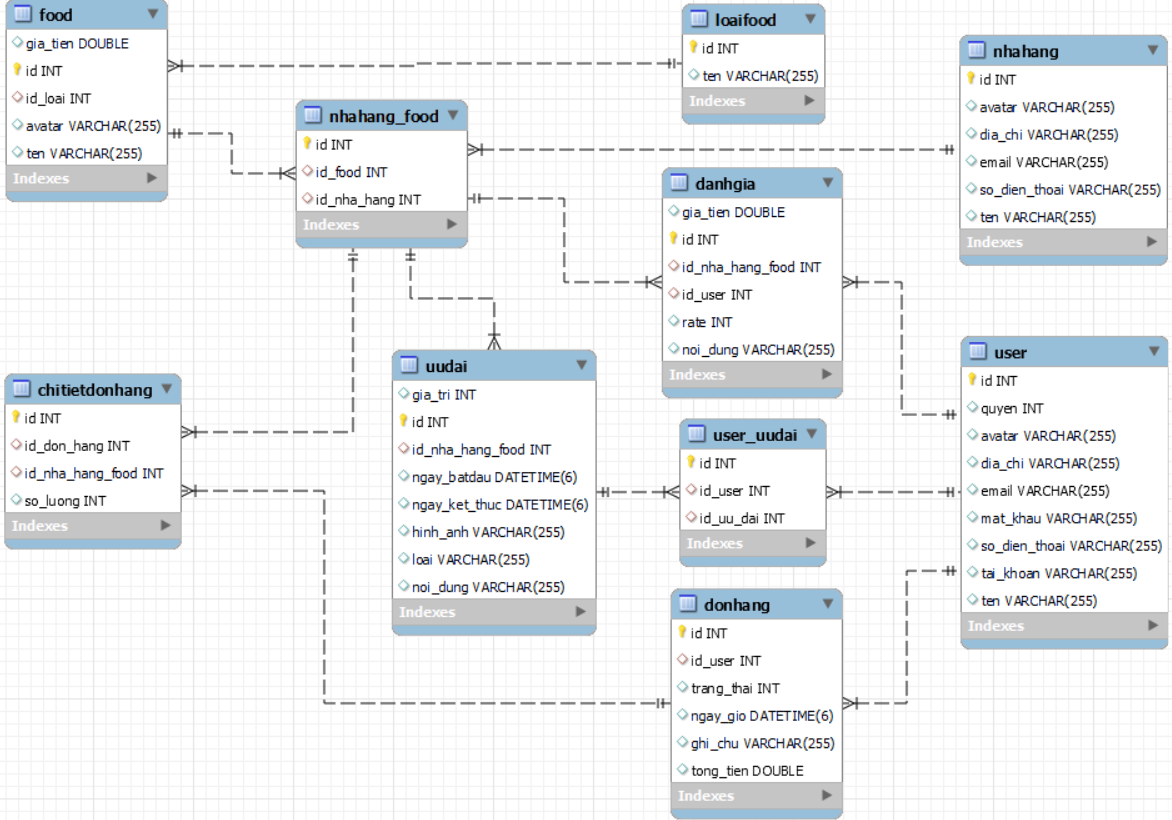 food
gia_tien DOUBLE
id INT
id_loai INT
avatar VARCHAR(255)
ten VARCHAR(255)
Indexes
loaifood
id INT
ten VARCHAR(255)
Indexes
nhahang
id INT
avatar VARCHAR(255)
dia_chi VARCHAR(255)
email VARCHAR(255)
so_dien_thoai VARCHAR(255)
ten VARCHAR(255)
Indexes
nhahang_food
id INT
id_food INT
id_nha_hang INT
Indexes
danhgia
gia_tien DOUBLE
id INT
id_nha_hang_food INT
id_user INT
rate INT
noi_dung VARCHAR(255)
Indexes
user
id INT
quyen INT
avatar VARCHAR(255)
dia_chi VARCHAR(255)
email VARCHAR(255)
mat_khau VARCHAR(255)
so_dien_thoai VARCHAR(255)
tai_khoan VARCHAR(255)
ten VARCHAR(255)
Indexes
uudai
gia_tri INT
id INT
id_nha_hang_food INT
ngay_batdau DATETIME(6)
ngay_ket_thuc DATETIME(6)
hinh_anh VARCHAR(255)
loai VARCHAR(255)
noi_dung VARCHAR(255)
Indexes
chitietdonhang
id INT
id_don_hang INT
id_nha_hang_food INT
so_luong INT
Indexes
user_uudai
id INT
id_user INT
id_uu_dai INT
Indexes
donhang
id INT
id_user INT
trang_thai INT
ngay_gio DATETIME(6)
ghi_chu VARCHAR(255)
tong_tien DOUBLE
Indexes